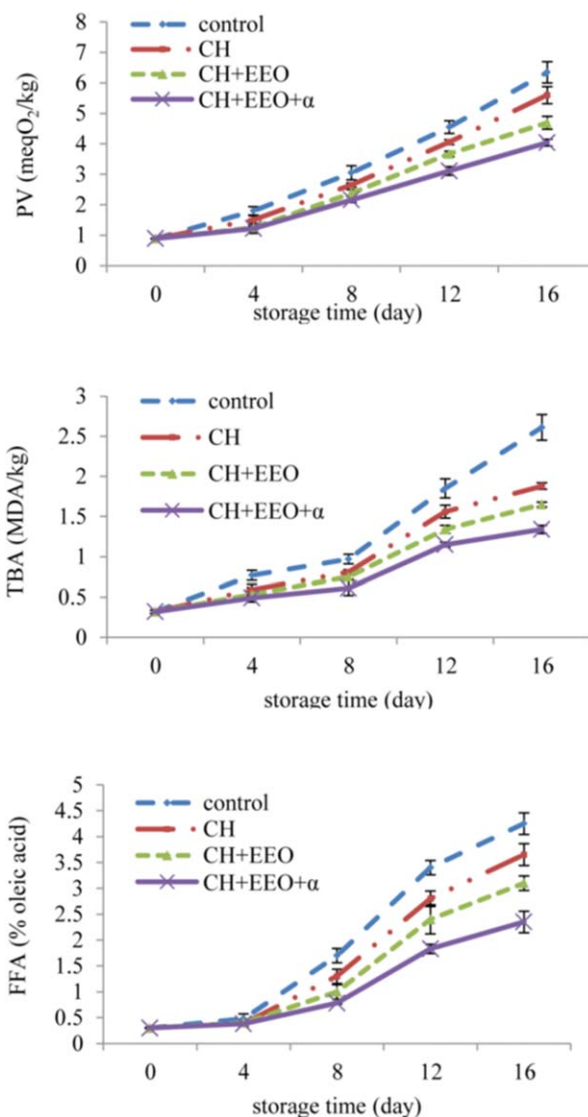 PV (meqO₂/kg)
8
7
6
5
4
3
2
1
0
control
CH
CH+EEO
CH+EEO+α
0 4 8 12 16
storage time (day)
TBA (MDA/kg)
3
2.5
2
1.5
1
0.5
0
control
CH
CH+EEO
CH+EEO+α
0 4 8 12 16
storage time (day)
FFA (% oleic acid)
5
4.5
4
3.5
3
2.5
2
1.5
1
0.5
0
control
CH
CH+EEO
CH+EEO+α
0 4 8 12 16
storage time (day)